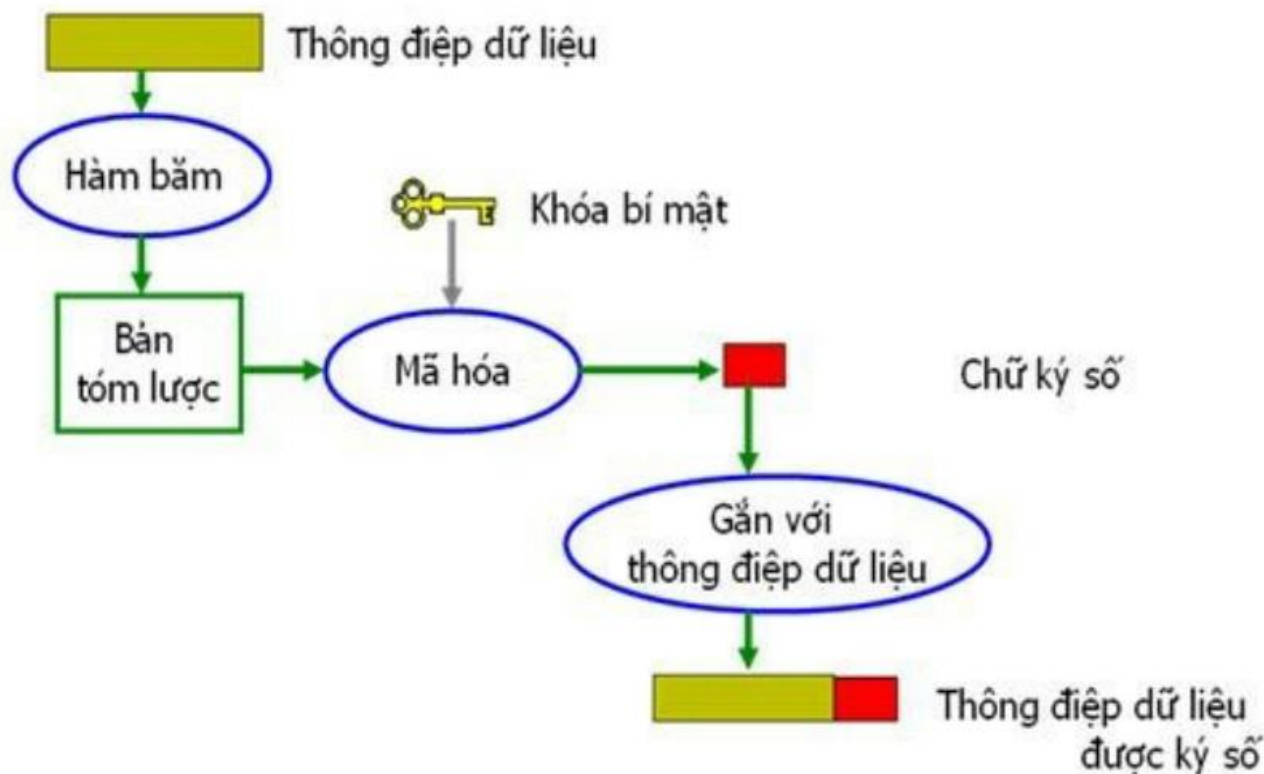 Thông điệp dữ liệu
Hàm băm
Khóa bí mật
Bản
tóm lược
Mã hóa
Chữ ký số
Gắn với
thông điệp dữ liệu
Thông điệp dữ liệu
được ký số